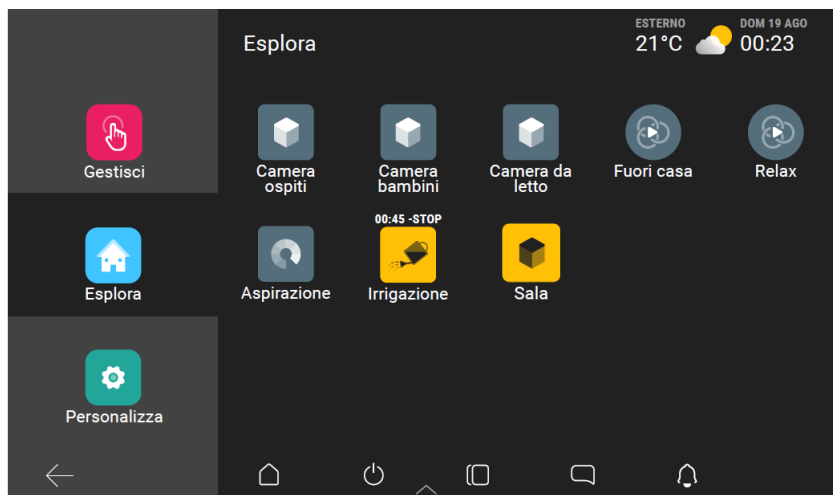 Esplora
ESTERNO
21°C
DOM 19 AGO
00:23
Gestisci
Camera
ospiti
Camera
bambini
Camera da
letto
Fuori casa
Relax
Esplora
Aspirazione
00:45 -STOP
Irrigazione
Sala
Personalizza